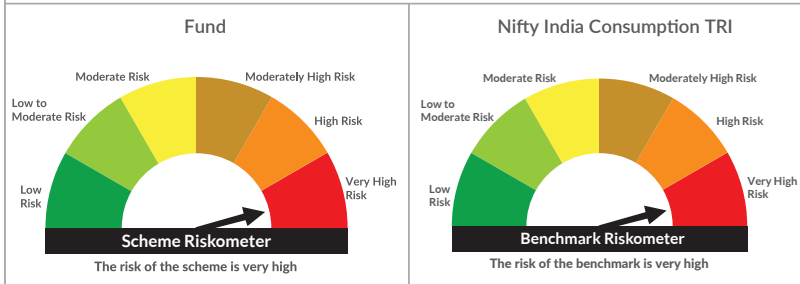 Fund
Moderate Risk
Moderately High Risk
Low to
Moderate Risk
High Risk
Low
Risk
Very High
Risk
Scheme Riskometer
The risk of the scheme is very high
Nifty India Consumption TRI
Moderate Risk
Moderately High Risk
Low to
Moderate Risk
High Risk
Low
Risk
Very High
Risk
Benchmark Riskometer
The risk of the benchmark is very high